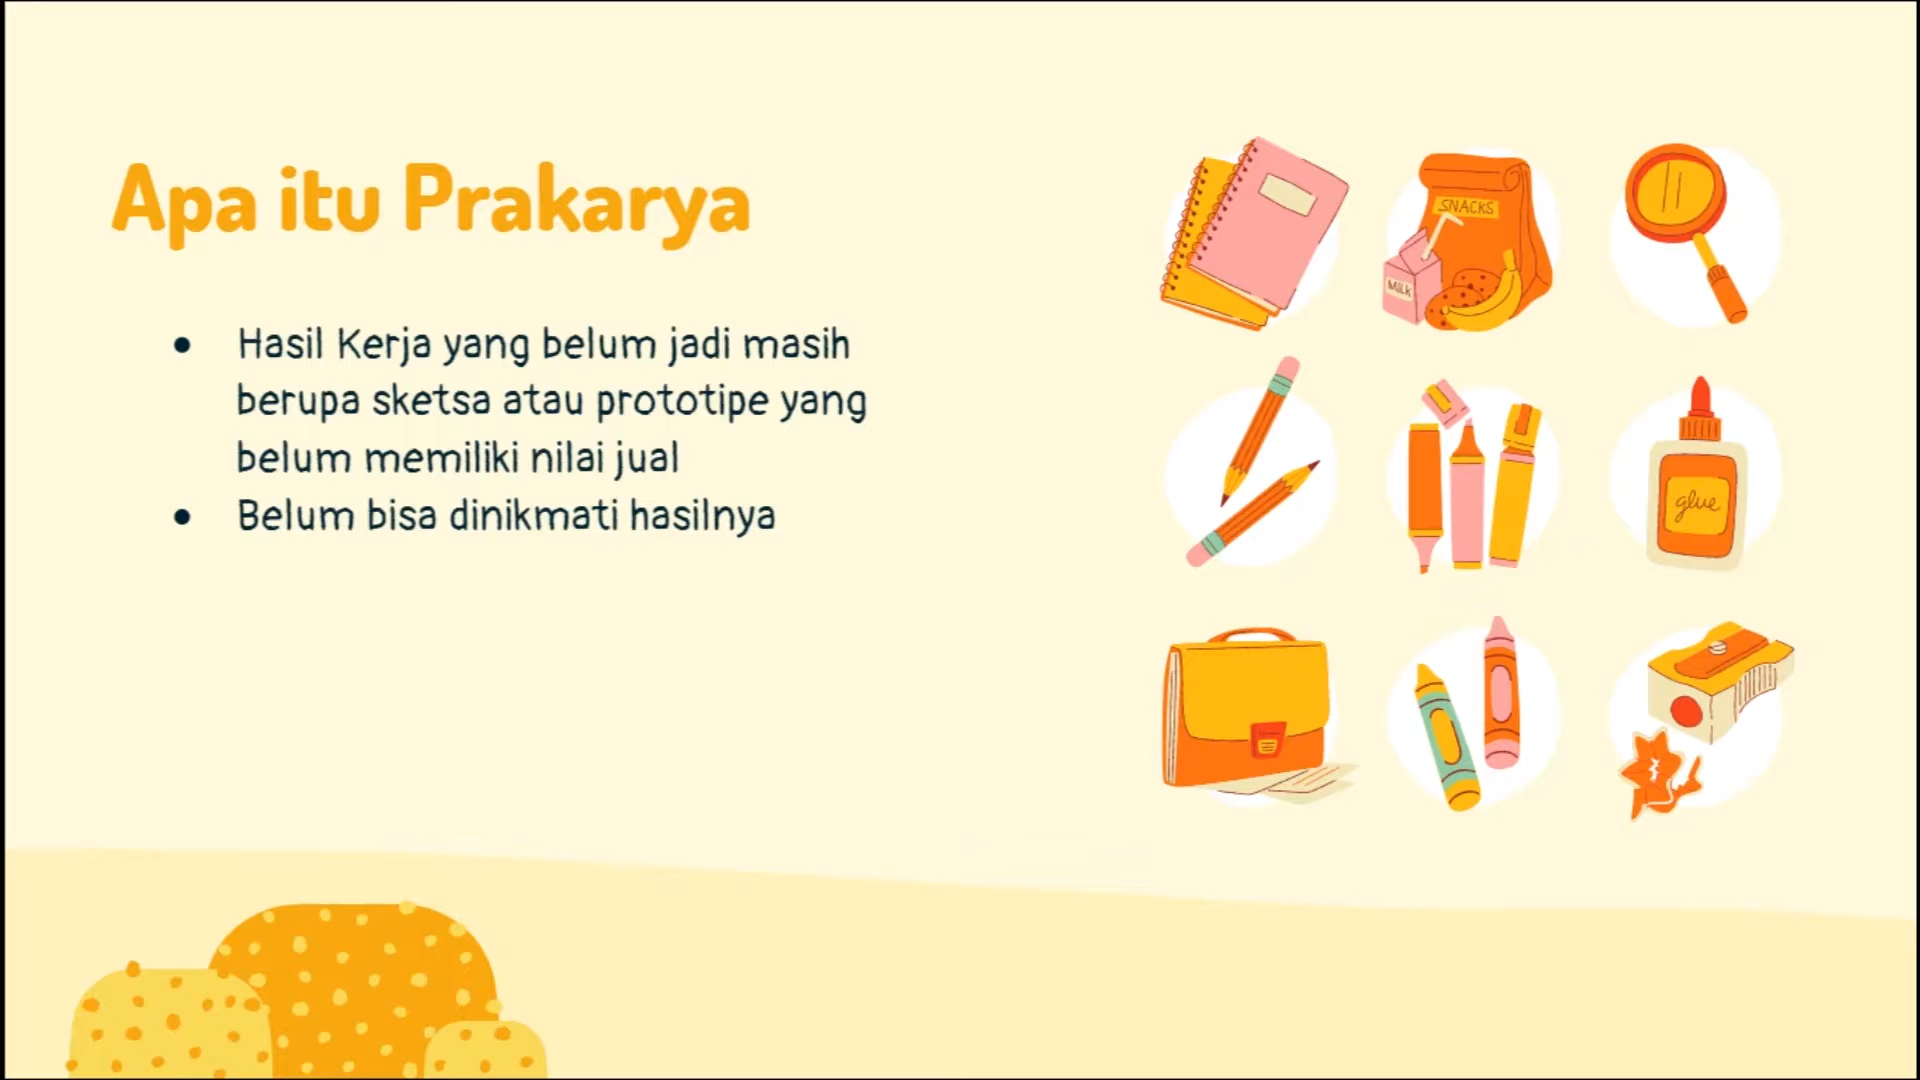 Apa itu Prakarya
• Hasil Kerja yang belum jadi masih
berupa sketsa atau prototipe yang
belum memiliki nilai jual
• Belum bisa dinikmati hasilnya
SNACKS
MILK
glue